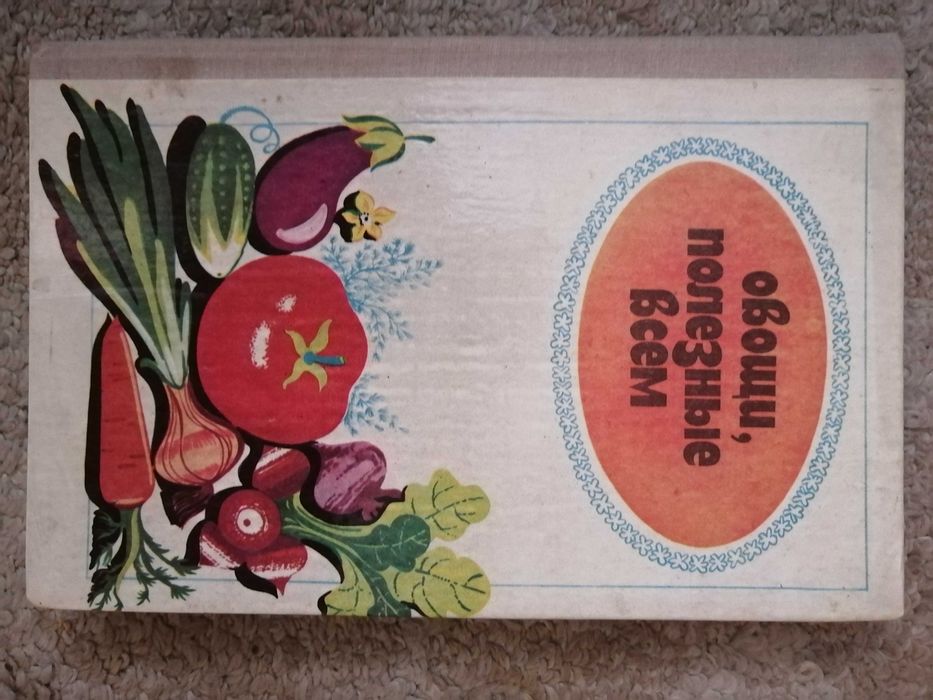 овощи,
полезные
всем